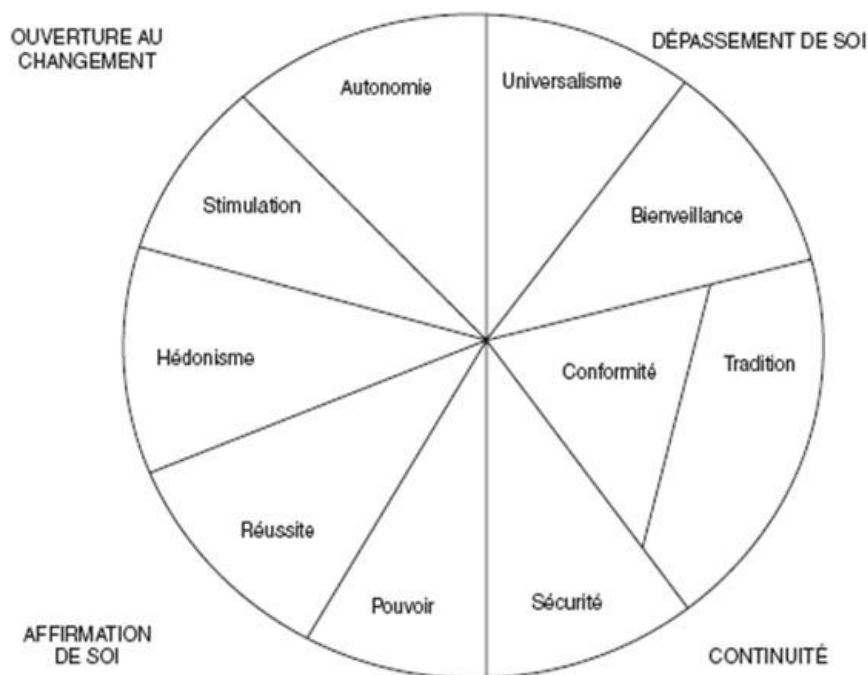 OUVERTURE AU
CHANGEMENT
DÉPASSEMENT DE SOI
Autonomie
Universalisme
Stimulation
Bienveillance
Hédonisme
Conformité
Tradition
Réussite
Pouvoir
Sécurité
AFFIRMATION
DE SOI
CONTINUITÉ